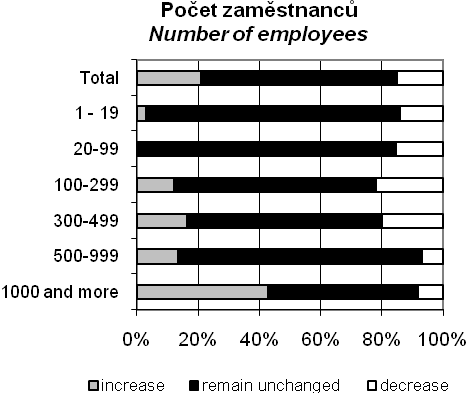 Počet zaměstnanců
Number of employees
Total
1 - 19
20-99
100-299
300-499
500-999
1000 and more
0% 20% 40% 60% 80% 100%
increase remain unchanged decrease